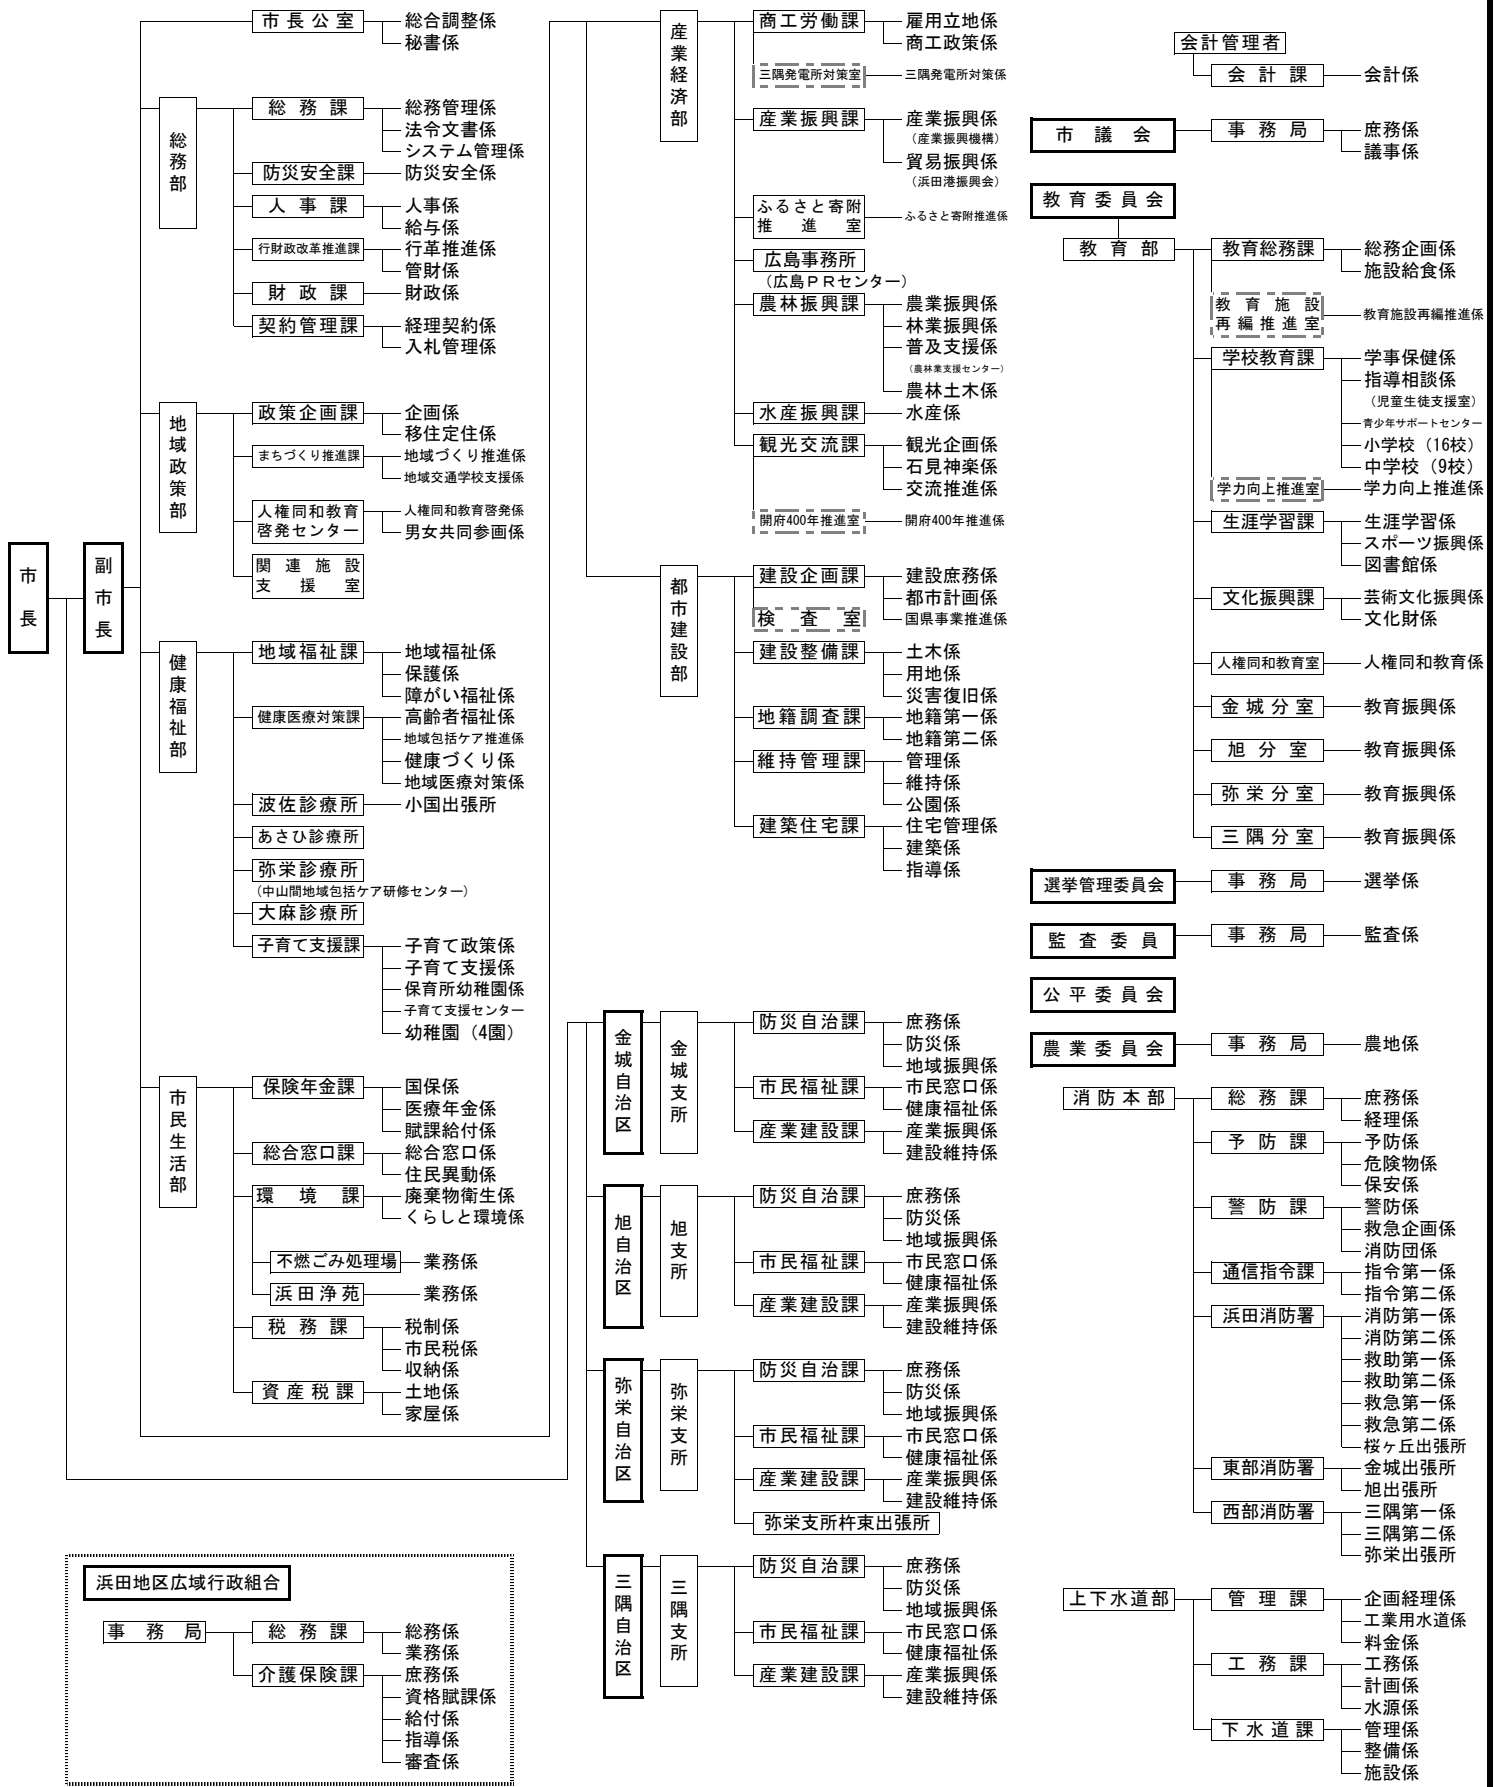 市長
副市長
市長公室
総合調整係
秘書係
総務部
総務課
総務管理係
法令文書係
システム管理係
防災安全課
防災安全係
人事課
人事係
給与係
行財政改革推進課
行革推進係
管財係
財政課
財政係
契約管理課
経理契約係
入札管理係
地域政策部
政策企画課
企画係
移住定住係
まちづくり推進課
地域づくり推進係
地域交通学校支援係
人権同和教育
啓発センター
人権同和教育啓発係
男女共同参画係
関連施設
支援室
健康福祉部
地域福祉課
地域福祉係
保護係
障がい福祉係
健康医療対策課
高齢者福祉係
地域包括ケア推進係
健康づくり係
地域医療対策係
波佐診療所
小国出張所
あさひ診療所
弥栄診療所
（中山間地域包括ケア研修センター）
大麻診療所
子育て支援課
子育て政策係
子育て支援係
保育所幼稚園係
子育て支援センター
幼稚園（4園）
市民生活部
保険年金課
国保係
医療年金係
賦課給付係
総合窓口課
総合窓口係
住民異動係
環境課
廃棄物衛生係
くらしと環境係
不燃ごみ処理場
業務係
浜田浄苑
業務係
税務課
税制係
市民税係
収納係
資産税課
土地係
家屋係
浜田地区広域行政組合
事務局
総務課
総務係
業務係
介護保険課
庶務係
資格賦課係
給付係
指導係
審査係
産業経済部
商工労働課
雇用立地係
商工政策係
三隅発電所対策室
三隅発電所対策係
産業振興課
産業振興係
（産業振興機構）
貿易振興係
（浜田港振興会）
ふるさと寄附
推進室
ふるさと寄附推進係
広島事務所
（広島ＰＲセンター）
農林振興課
農業振興係
林業振興係
普及支援係
（農林業支援センター）
農林土木係
水産振興課
水産係
観光交流課
観光企画係
石見神楽係
交流推進係
開府400年推進室
開府400年推進係
都市建設部
建設企画課
建設庶務係
都市計画係
国県事業推進係
検査室
建設整備課
土木係
用地係
災害復旧係
地籍調査課
地籍第一係
地籍第二係
維持管理課
管理係
維持係
公園係
建築住宅課
住宅管理係
建築係
指導係
金城自治区
金城支所
防災自治課
庶務係
防災係
地域振興係
市民福祉課
市民窓口係
健康福祉係
産業建設課
産業振興係
建設維持係
旭自治区
旭支所
防災自治課
庶務係
防災係
地域振興係
市民福祉課
市民窓口係
健康福祉係
産業建設課
産業振興係
建設維持係
弥栄自治区
弥栄支所
防災自治課
庶務係
防災係
地域振興係
市民福祉課
市民窓口係
健康福祉係
産業建設課
産業振興係
建設維持係
弥栄支所杵束出張所
三隅自治区
三隅支所
防災自治課
庶務係
防災係
地域振興係
市民福祉課
市民窓口係
健康福祉係
産業建設課
産業振興係
建設維持係
会計管理者
会計課
会計係
市議会
事務局
庶務係
議事係
教育委員会
教育部
教育総務課
総務企画係
施設給食係
教育施設
再編推進室
教育施設再編推進係
学校教育課
学事保健係
指導相談係
（児童生徒支援室）
青少年サポートセンター
小学校（16校）
中学校（9校）
学力向上推進室
学力向上推進係
生涯学習課
生涯学習係
スポーツ振興係
図書館係
文化振興課
芸術文化振興係
文化財係
人権同和教育室
人権同和教育係
金城分室
教育振興係
旭分室
教育振興係
弥栄分室
教育振興係
三隅分室
教育振興係
選挙管理委員会
事務局
選挙係
監査委員
事務局
監査係
公平委員会
農業委員会
事務局
農地係
消防本部
総務課
庶務係
経理係
予防課
予防係
危険物係
保安係
警防課
警防係
救急企画係
消防団係
通信指令課
指令第一係
指令第二係
浜田消防署
消防第一係
消防第二係
救助第一係
救助第二係
救急第一係
救急第二係
桜ヶ丘出張所
東部消防署
金城出張所
旭出張所
西部消防署
三隅第一係
三隅第二係
弥栄出張所
上下水道部
管理課
企画経理係
工業用水道係
料金係
工務課
工務係
計画係
水源係
下水道課
管理係
整備係
施設係